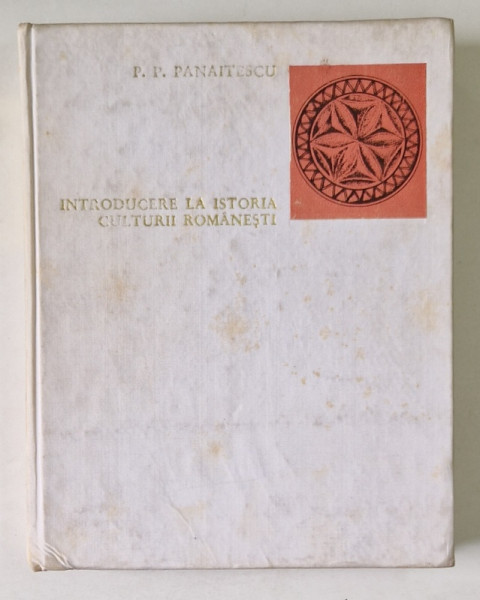 P. P. PANAITESCU
INTRODUCERE LA ISTORIA
CULTURII ROMÂNEȘTI